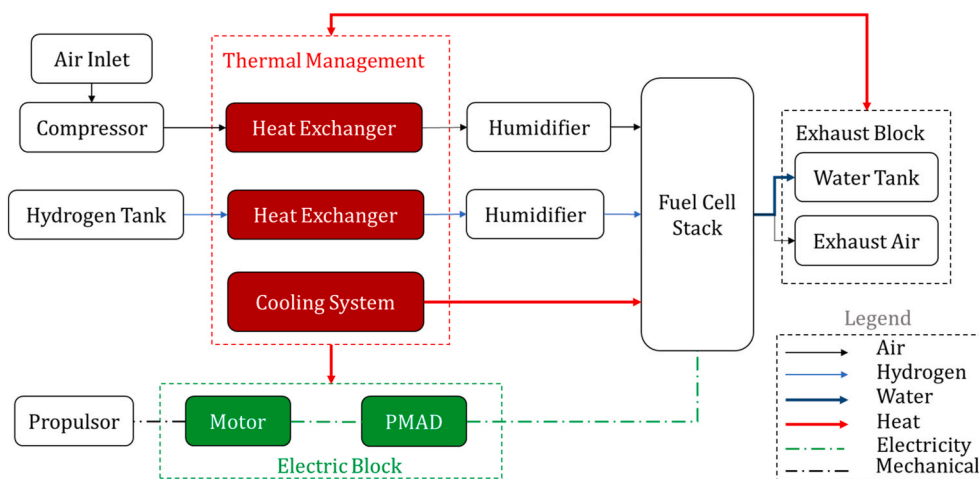 Air Inlet
Thermal Management
Compressor
Heat Exchanger
Humidifier
Exhaust Block
Hydrogen Tank
Heat Exchanger
Humidifier
Fuel Cell
Stack
Water Tank
Exhaust Air
Cooling System
Propulsor
Motor
PMAD
Electric Block
Legend
Air
Hydrogen
Water
Heat
Electricity
Mechanical